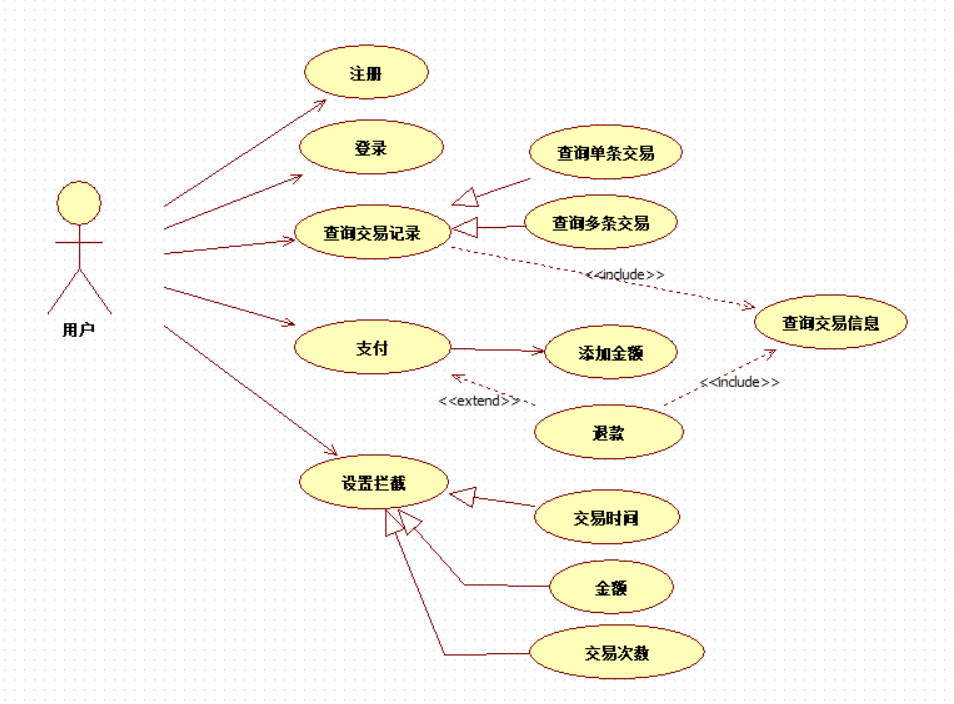 注册
登录
查询单条交易
查询交易记录
查询多条交易
<<include>>
用户
查询交易信息
支付
添加金额
<<include>>
<<extend>>
退款
设置拦截
交易时间
金额
交易次数